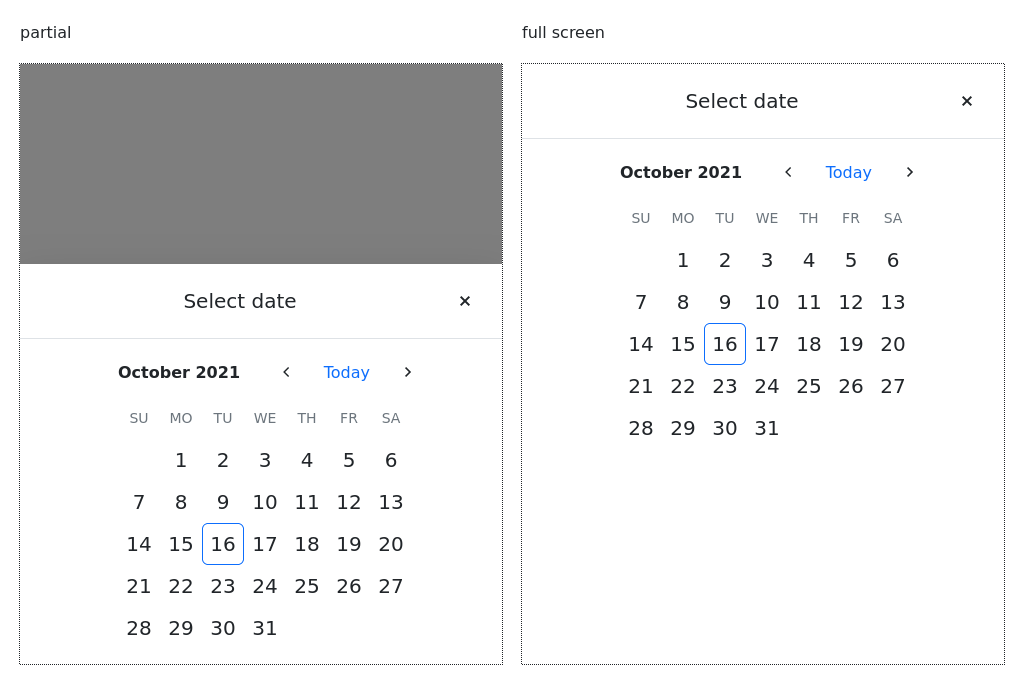 partial
Select date ×
October 2021 Today
SU MO TU WE TH FR SA
1 2 3 4 5 6
7 8 9 10 11 12 13
14 15 16 17 18 19 20
21 22 23 24 25 26 27
28 29 30 31
full screen
Select date ×
October 2021 Today
SU MO TU WE TH FR SA
1 2 3 4 5 6
7 8 9 10 11 12 13
14 15 16 17 18 19 20
21 22 23 24 25 26 27
28 29 30 31